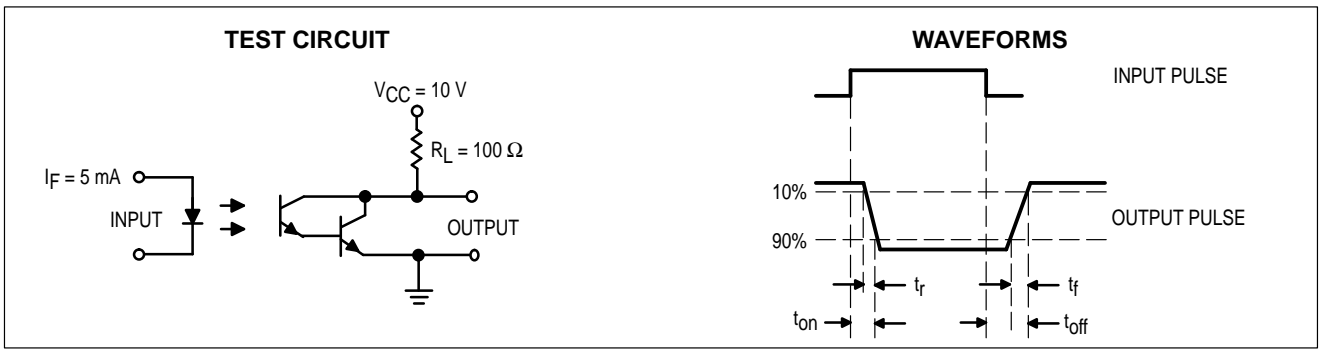 TEST CIRCUIT
VCC = 10 V
RL = 100 Ω
IF = 5 mA
INPUT
OUTPUT
WAVEFORMS
INPUT PULSE
10%
OUTPUT PULSE
90%
tr
tf
ton
toff